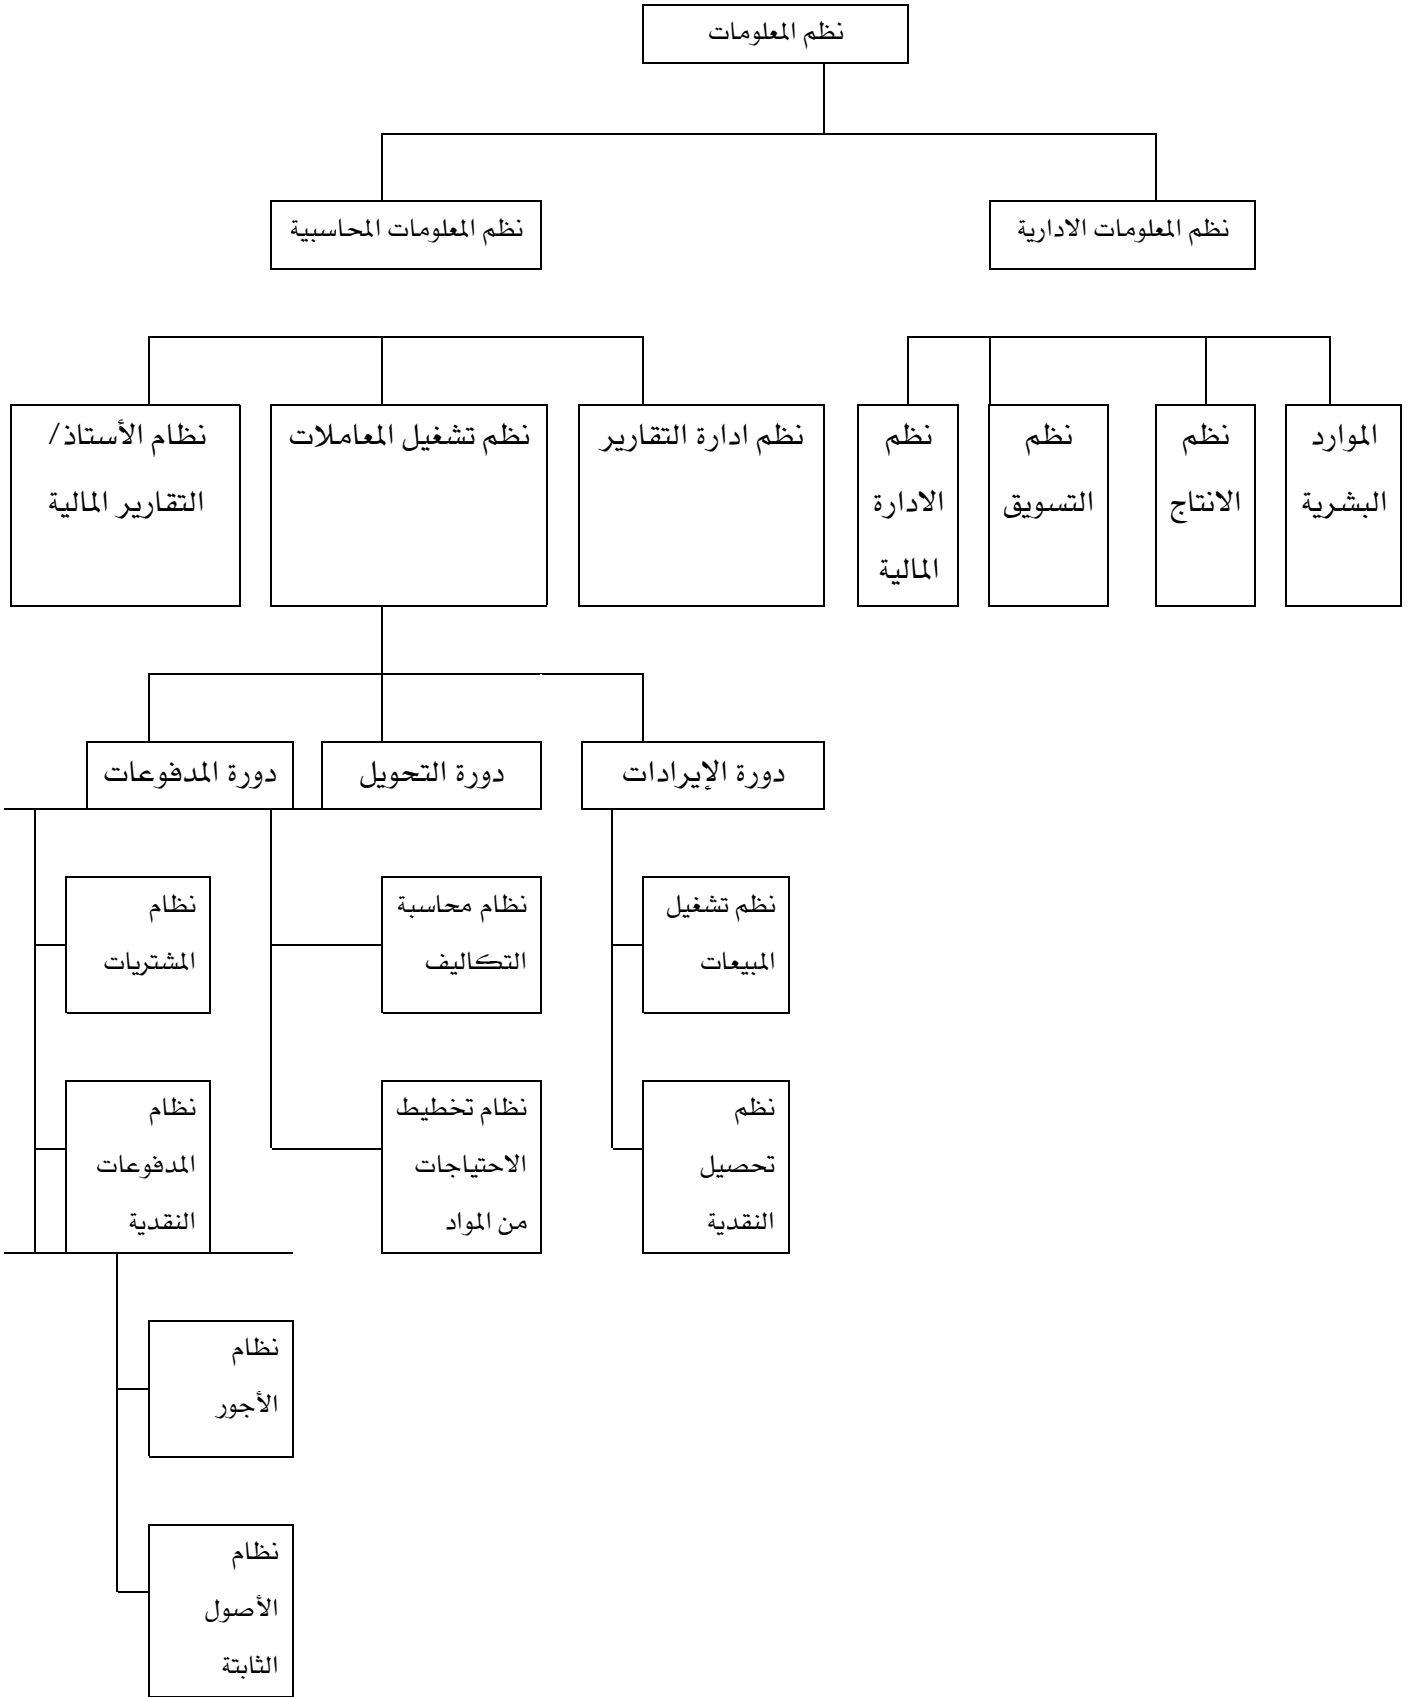 نظم المعلومات
نظم المعلومات الادارية
نظم المعلومات المحاسبية
الموارد
البشرية
نظم
الانتاج
نظم
التسويق
نظم
الادارة
المالية
نظم ادارة التقارير
نظم تشغيل المعاملات
نظام الأستاذ/
التقارير المالية
دورة الإيرادات
دورة التحويل
دورة المدفوعات
نظم تشغيل
المبيعات
نظام محاسبة
التكاليف
نظام
المشتريات
نظم
تحصيل
النقدية
نظام تخطيط
الاحتياجات
من المواد
نظام
المدفوعات
النقدية
نظام
الأجور
نظام
الأصول
الثابتة